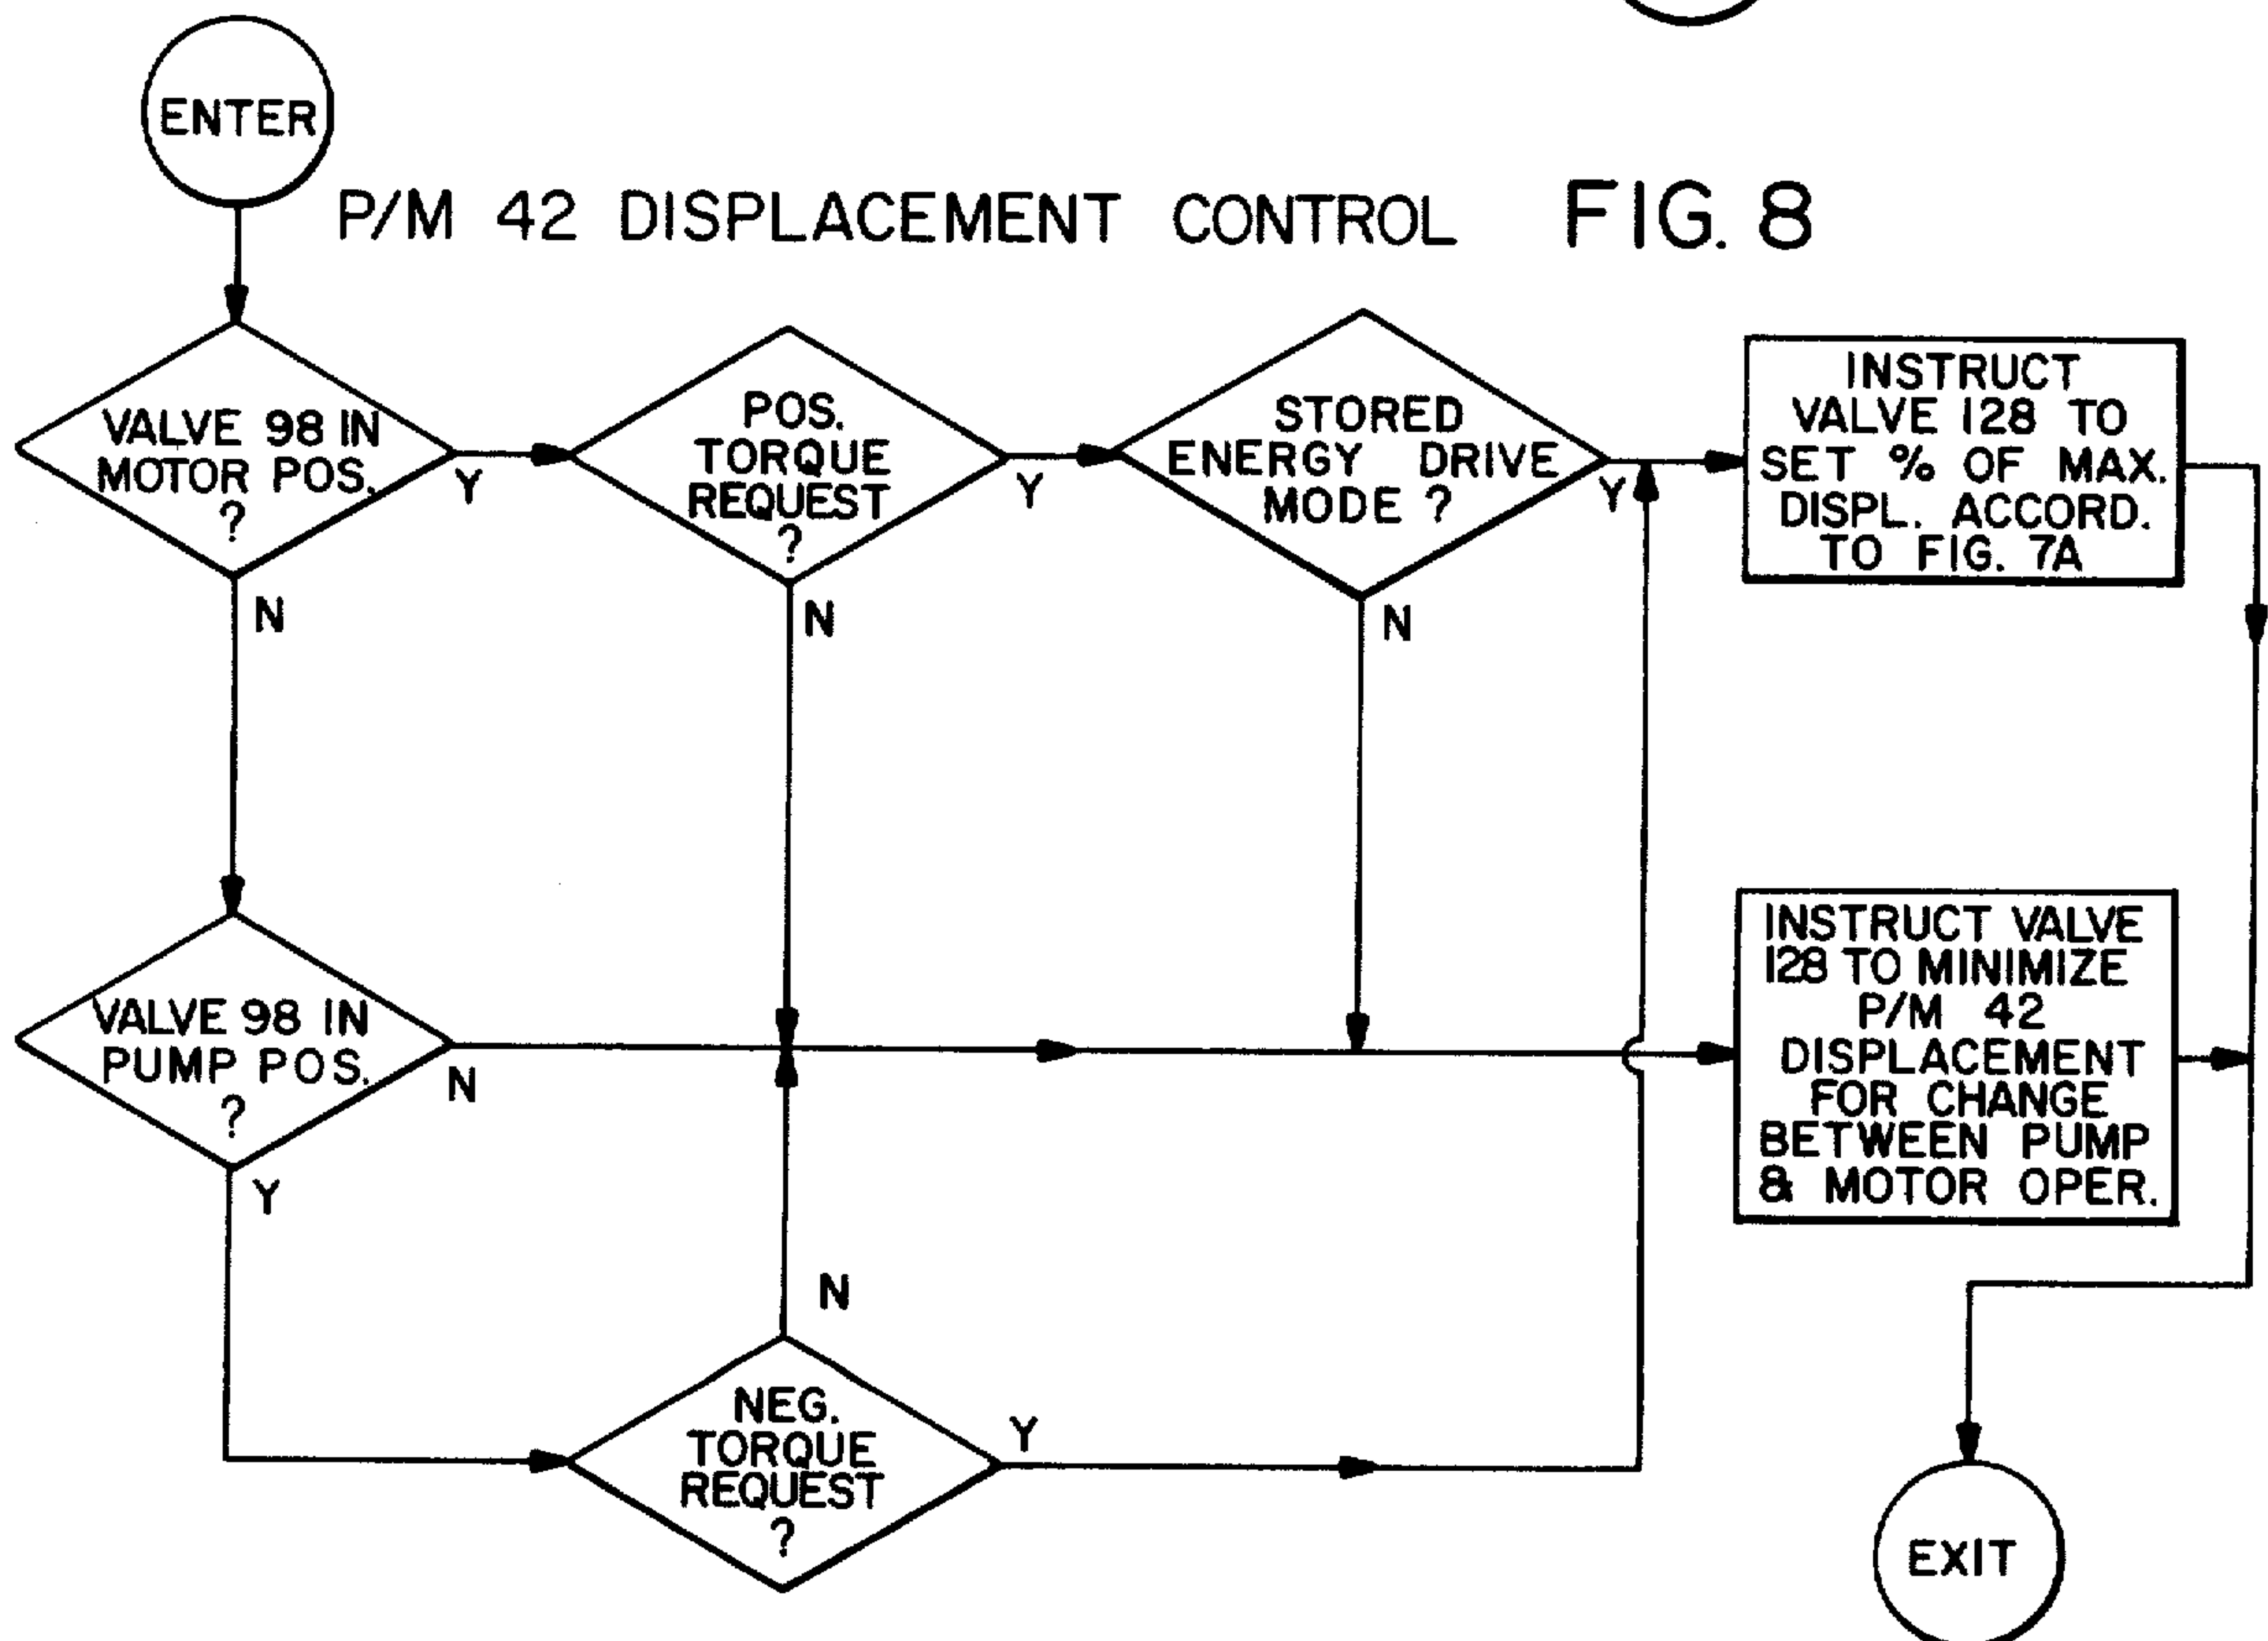 ENTER
P/M 42 DISPLACEMENT CONTROL FIG. 8
VALVE 98 IN
MOTOR POS.
?
Y
N
POS.
TORQUE
REQUEST
?
Y
N
STORED
ENERGY DRIVE
MODE ?
Y
N
INSTRUCT
VALVE 128 TO
SET % OF MAX.
DISPL. ACCORD.
TO FIG. 7A
VALVE 98 IN
PUMP POS.
?
N
Y
INSTRUCT VALVE
128 TO MINIMIZE
P/M 42
DISPLACEMENT
FOR CHANGE
BETWEEN PUMP
& MOTOR OPER.
N
NEG.
TORQUE
REQUEST
?
Y
EXIT